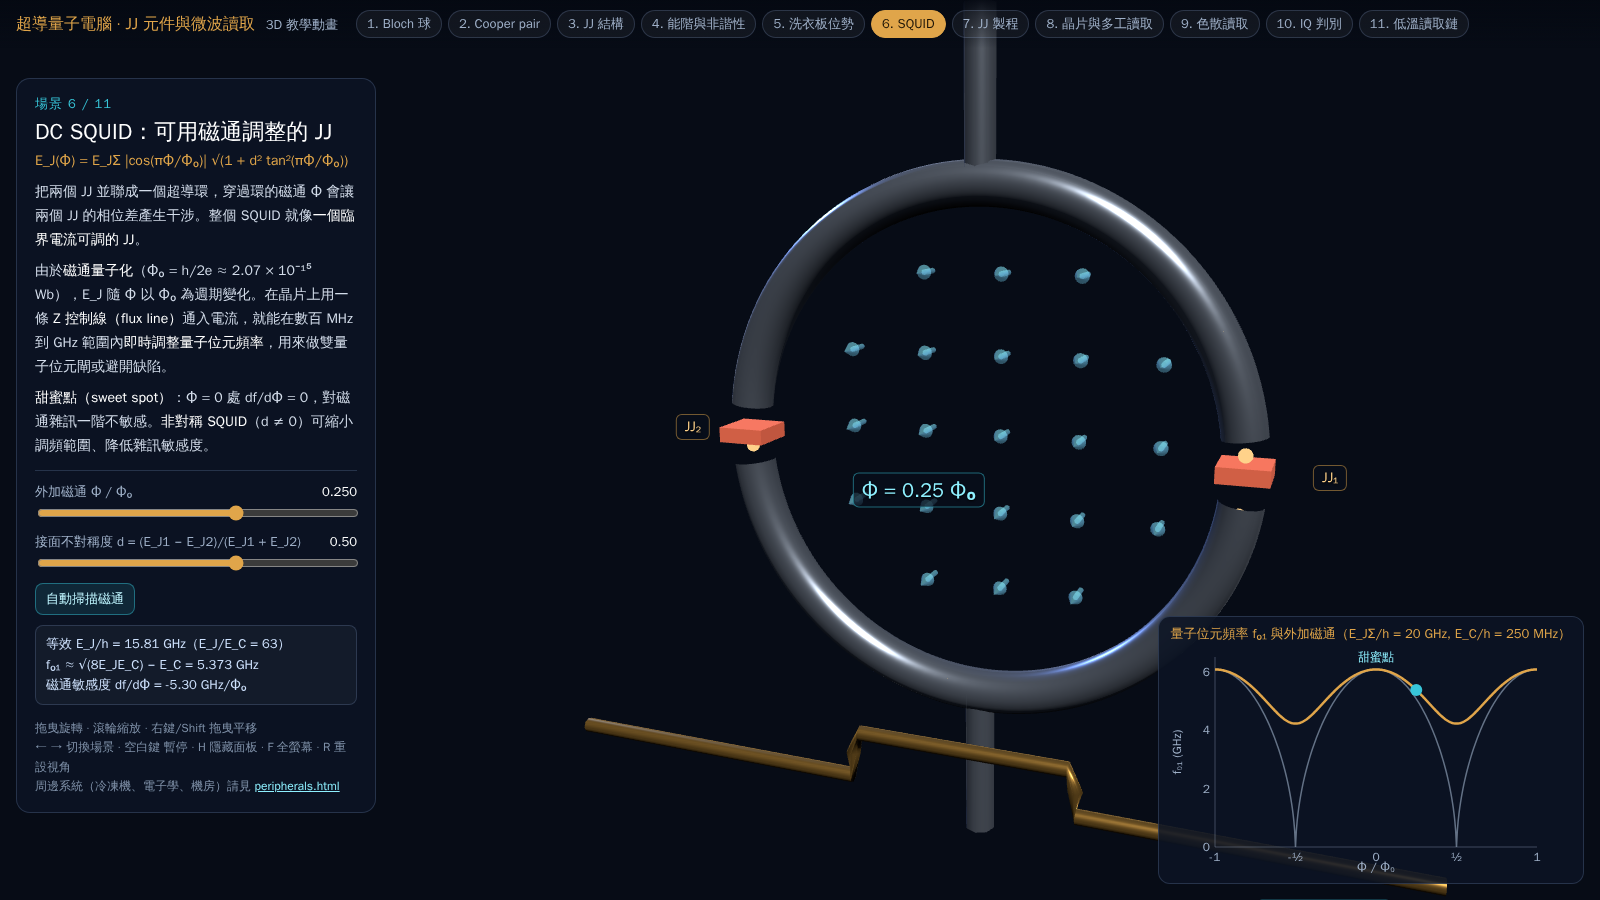 超導量子電腦 · JJ 元件與微波讀取 3D 教學動畫
1. Bloch 球
2. Cooper pair
3. JJ 結構
4. 能階與非諧性
5. 洗衣板位勢
6. SQUID
7. JJ 製程
8. 晶片與多工讀取
9. 色散讀取
10. IQ 判別
11. 低溫讀取鏈
場景 6 / 11
DC SQUID：可用磁通調整的 JJ
E_J(Φ) = E_JΣ |cos(πΦ/Φ₀)| √(1 + d² tan²(πΦ/Φ₀))
把兩個 JJ 並聯成一個超導環，穿過環的磁通 Φ 會讓
兩個 JJ 的相位差產生干涉。整個 SQUID 就像一個臨
界電流可調的 JJ。
由於磁通量子化（Φ₀ = h/2e ≈ 2.07 × 10⁻¹⁵
Wb），E_J 隨 Φ 以 Φ₀ 為週期變化。在晶片上用一
條 Z 控制線（flux line）通入電流，就能在數百 MHz
到 GHz 範圍內即時調整量子位元頻率，用來做雙量
子位元閘或避開缺陷。
甜蜜點（sweet spot）：Φ = 0 處 df/dΦ = 0，對磁
通雜訊一階不敏感。非對稱 SQUID（d ≠ 0）可縮小
調頻範圍、降低雜訊敏感度。
外加磁通 Φ / Φ₀ 0.250
接面不對稱度 d = (E_J1 − E_J2)/(E_J1 + E_J2) 0.50
自動掃描磁通
等效 E_J/h = 15.81 GHz（E_J/E_C = 63）
f₀₁ ≈ √(8E_JE_C) − E_C = 5.373 GHz
磁通敏感度 df/dΦ = -5.30 GHz/Φ₀
拖曳旋轉 · 滾輪縮放 · 右鍵/Shift 拖曳平移
← → 切換場景 · 空白鍵 暫停 · H 隱藏面板 · F 全螢幕 · R 重
設視角
周邊系統（冷凍機、電子學、機房）請見 peripherals.html
JJ₂
JJ₁
Φ = 0.25 Φ₀
量子位元頻率 f₀₁ 與外加磁通（E_JΣ/h = 20 GHz, E_C/h = 250 MHz）
甜蜜點
6
4
2
0
f₀₁ (GHz)
-1 -½ 0 ½ 1
Φ / Φ₀